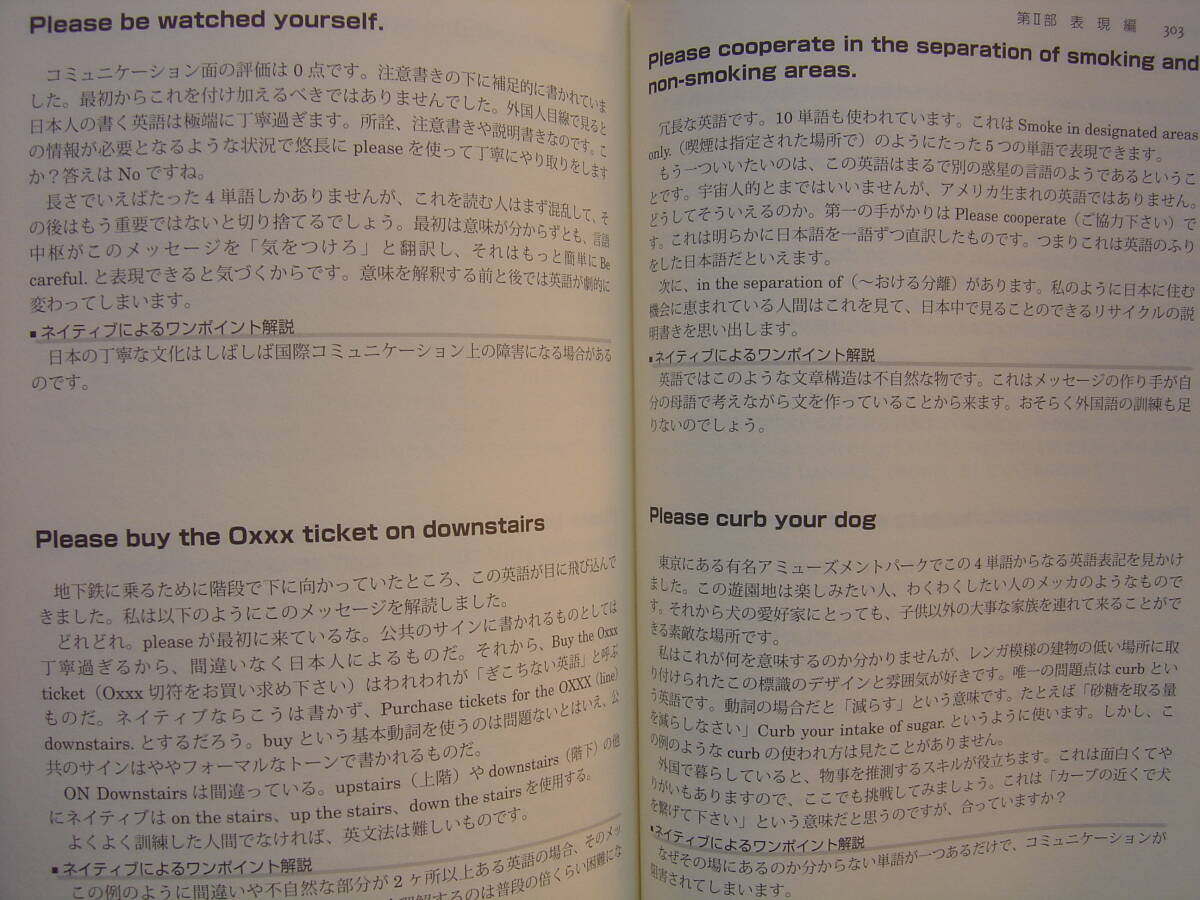 Please be watched yourself.
コミュニケーション面の評価は0点です。注意書きの下に補足的に書かれていま
した。最初からこれを付け加えるべきではありませんでした。外国人目線で見ると
日本人の書く英語は極端に丁寧過ぎます。所詮、注意書きや説明書きなのです。こ
の情報が必要となるような状況で悠長に please を使って丁寧にやり取りをします
か？答えは No ですね。
長さでいえばたった4単語しかありませんが、これを読む人はまず混乱して、そ
の後はもう重要ではないと切り捨てるでしょう。最初は意味が分からずとも、言語
中枢がこのメッセージを「気をつけろ」と翻訳し、それはもっと簡単に Be
careful. と表現できると気づくからです。意味を解釈する前と後では英語が劇的に
変わってしまいます。
■ネイティブによるワンポイント解説
日本の丁寧な文化はしばしば国際コミュニケーション上の障害になる場合がある
のです。
Please buy the Oxxx ticket on downstairs
地下鉄に乗るために階段で下に向かっていたところ、この英語が目に飛び込んで
きました。私は以下のようにこのメッセージを解読しました。
どれどれ。please が最初に来ているな。公共のサインに書かれるものとしては
丁寧過ぎるから、間違いなく日本人によるものだ。それから、Buy the Oxxx
ticket（Oxxx 切符をお買い求め下さい）はわれわれが「ぎこちない英語」と呼ぶ
ものだ。ネイティブならこうは書かず、Purchase tickets for the OXXX (line)
downstairs. とするだろう。buy という基本動詞を使うのは問題ないとはいえ、公
共のサインはややフォーマルなトーンで書かれるものだ。
ON Downstairs は間違っている。upstairs（上階）や downstairs（階下）の他
にネイティブは on the stairs、up the stairs、down the stairs を使用する。
よくよく訓練した人間でなければ、英文法は難しいものです。
■ネイティブによるワンポイント解説
この例のように間違いや不自然な部分が2ヶ所以上ある英語の場合、そのメッ
解するのは普段の倍くらい困難にな
第Ⅱ部 表 現 編 303
Please cooperate in the separation of smoking and
non-smoking areas.
冗長な英語です。10 単語も使われています。これは Smoke in designated areas
only.（喫煙は指定された場所で）のようにたった5つの単語で表現できます。
もう一ついいたいのは、この英語はまるで別の惑星の言語のようであるというこ
とです。宇宙人的とまではいいませんが、アメリカ生まれの英語ではありません。
どうしてそういえるのか。第一の手がかりは Please cooperate（ご協力下さい）で
す。これは明らかに日本語を一語ずつ直訳したものです。つまりこれは英語のふり
をした日本語だといえます。
次に、in the separation of（〜おける分離）があります。私のように日本に住む
機会に恵まれている人間はこれを見て、日本中で見ることのできるリサイクルの説
明書きを思い出します。
■ネイティブによるワンポイント解説
英語ではこのような文章構造は不自然な物です。これはメッセージの作り手が自
分の母語で考えながら文を作っていることから来ます。おそらく外国語の訓練も足
りないのでしょう。
Please curb your dog
東京にある有名アミューズメントパークでこの4単語からなる英語表記を見かけ
ました。この遊園地は楽しみたい人、わくわくしたい人のメッカのようなもので
す。それから犬の愛好家にとっても、子供以外の大事な家族を連れて来ることがで
きる素敵な場所です。
私はこれが何を意味するのか分かりませんが、レンガ模様の建物の低い場所に取
り付けられたこの標識のデザインと雰囲気が好きです。唯一の問題点は curb とい
う英語です。動詞の場合だと「減らす」という意味です。たとえば「砂糖を取る量
を減らしなさい」Curb your intake of sugar. というように使います。しかし、こ
の例のような curb の使われ方は見たことがありません。
外国で暮らしていると、物事を推測するスキルが役立ちます。これは面白くてや
りがいもありますので、ここでも挑戦してみましょう。これは「カーブの近くで犬
を繋げて下さい」という意味だと思うのですが、合っていますか？
■ネイティブによるワンポイント解説
なぜその場にあるのか分からない単語が一つあるだけで、コミュニケーションが
阻害されてしまいます。